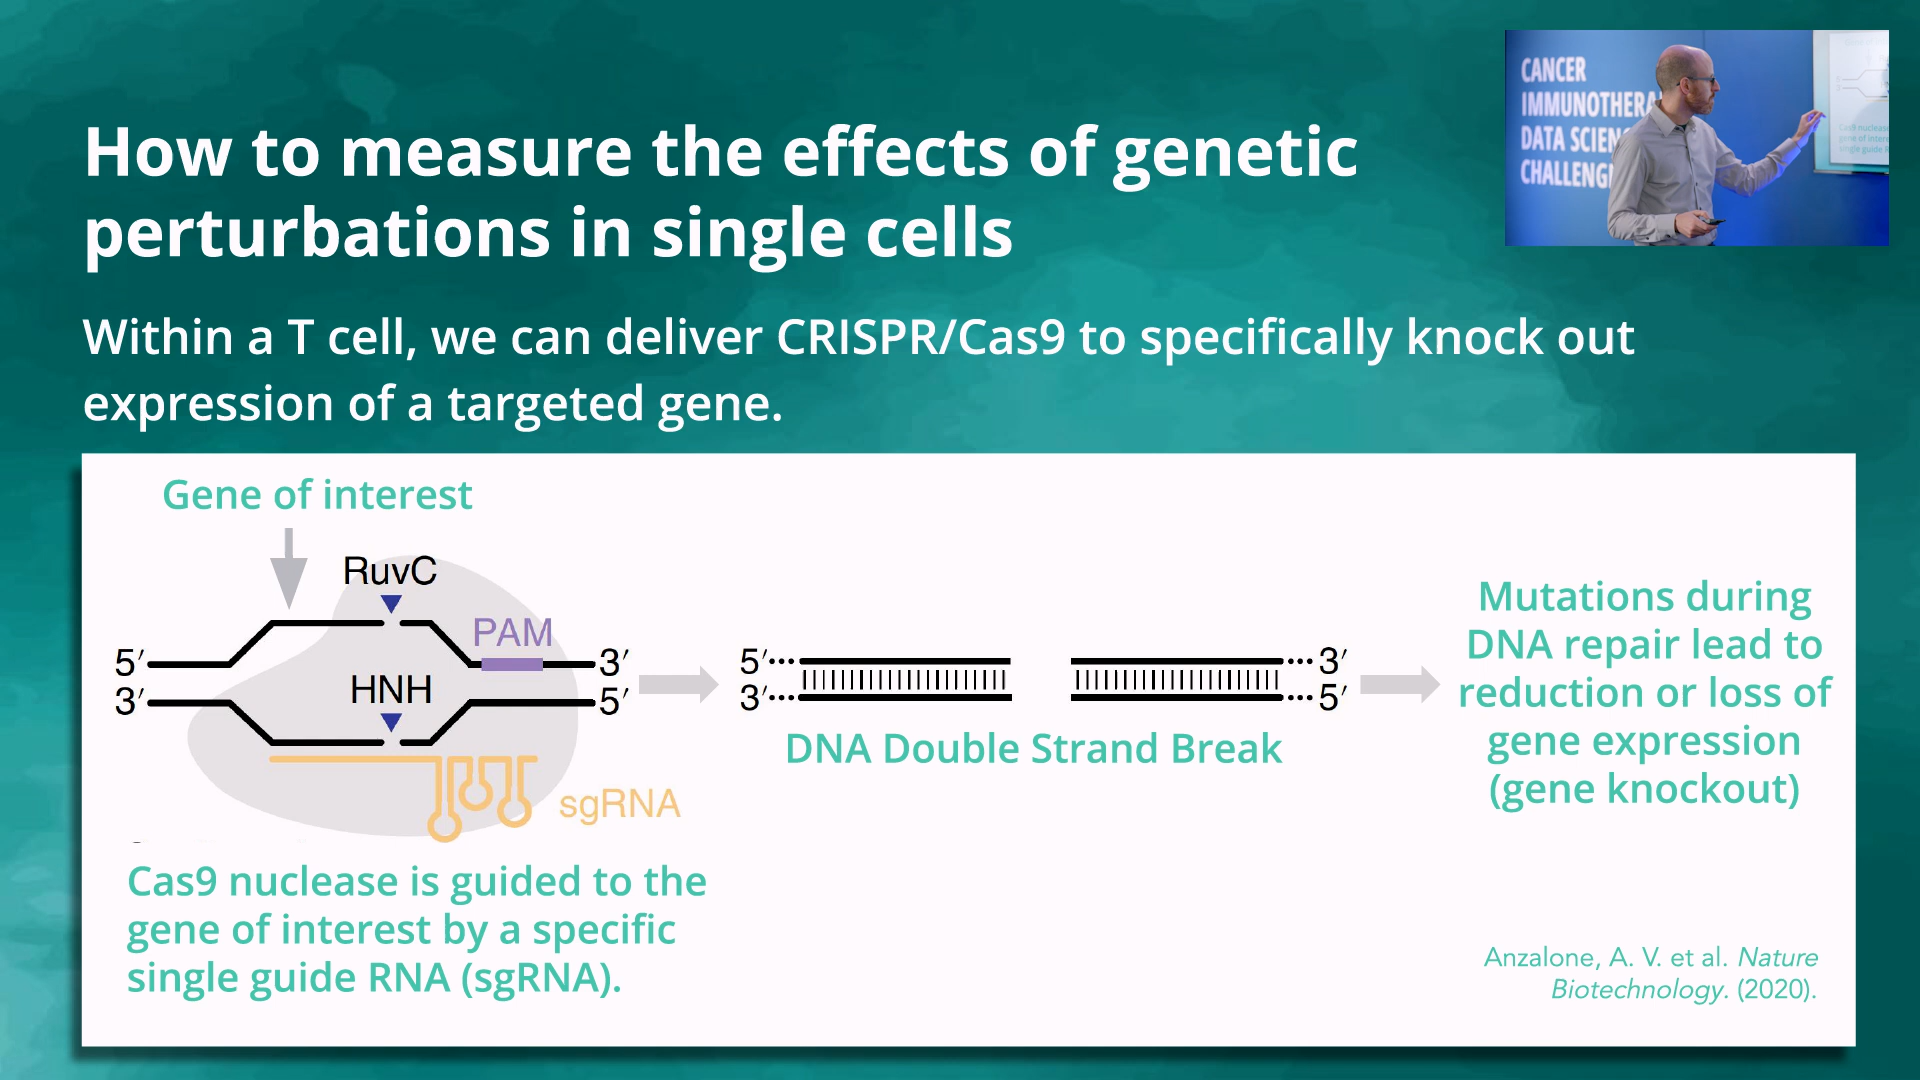 How to measure the effects of genetic
perturbations in single cells
CANCER
IMMUNOTHERA
DATA SCIEN
CHALLENG
Within a T cell, we can deliver CRISPR/Cas9 to specifically knock out
expression of a targeted gene.
Gene of interest
RuvC
PAM
5′ 3′
HNH
3′ 5′
sgRNA
Cas9 nuclease is guided to the
gene of interest by a specific
single guide RNA (sgRNA).
5′ 3′
3′ 5′
DNA Double Strand Break
Mutations during
DNA repair lead to
reduction or loss of
gene expression
(gene knockout)
Anzalone, A. V. et al. Nature
Biotechnology. (2020).